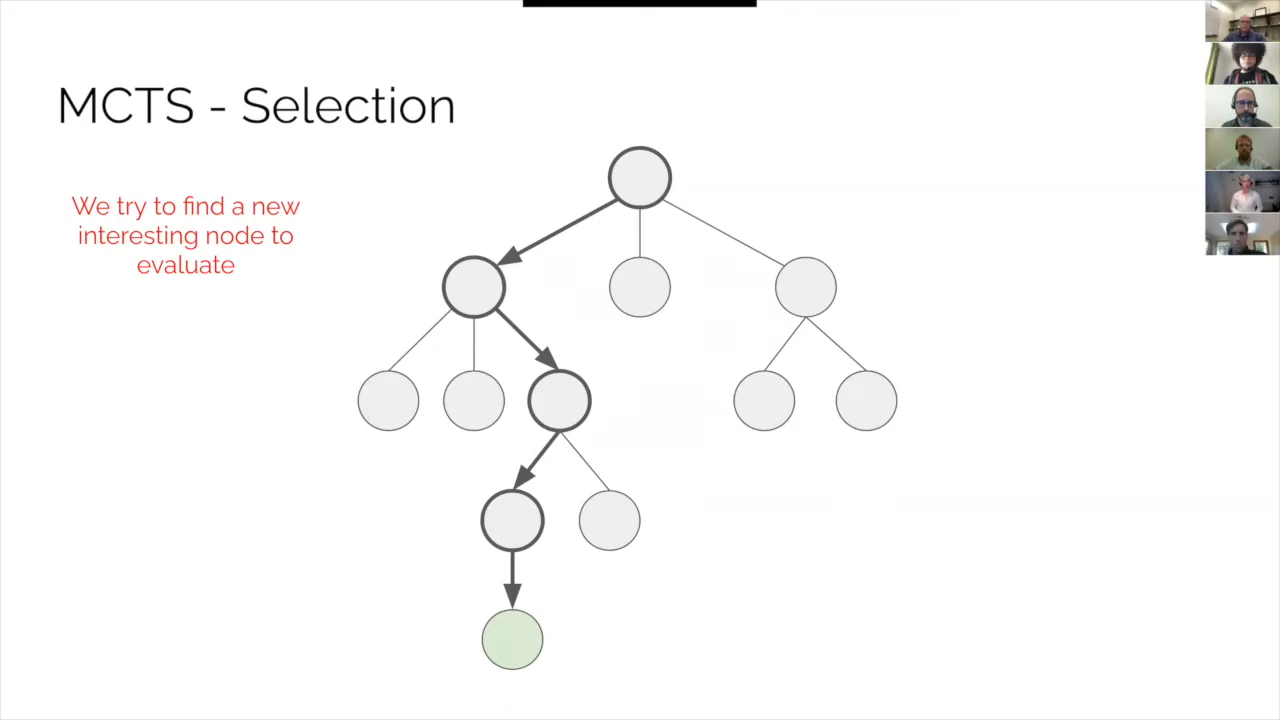 MCTS - Selection
We try to find a new
interesting node to
evaluate